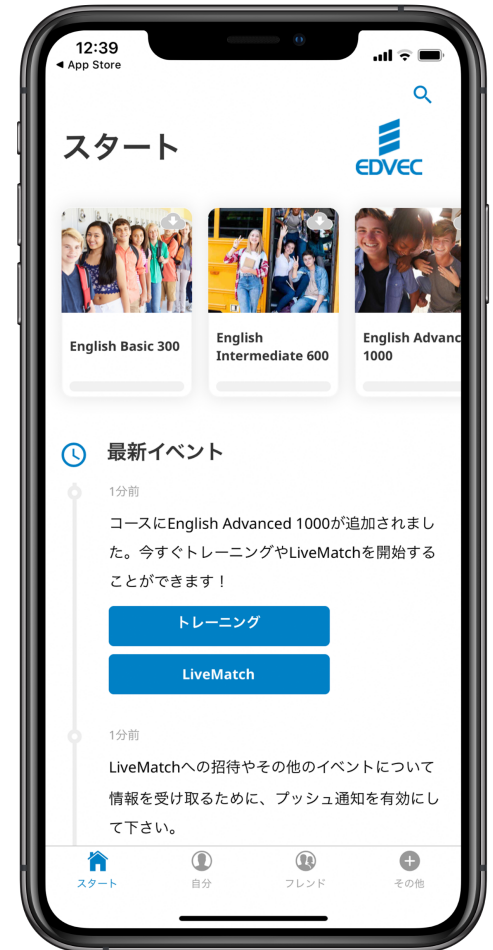 12:39
◀ App Store
スタート
EDVEC
English Basic 300
English
Intermediate 600
English Advanc
1000
最新イベント
1分前
コースにEnglish Advanced 1000が追加されまし
た。今すぐトレーニングやLiveMatchを開始する
ことができます！
トレーニング
LiveMatch
1分前
LiveMatchへの招待やその他のイベントについて
情報を受け取るために、プッシュ通知を有効にし
て下さい。
スタート
自分
フレンド
その他